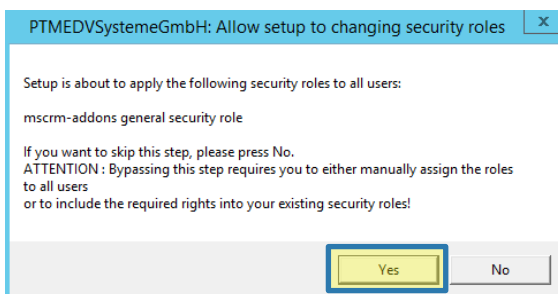 PTMEDVSystemeGmbH: Allow setup to changing security roles
x
Setup is about to apply the following security roles to all users:
mscrm-addons general security role
If you want to skip this step, please press No.
ATTENTION : Bypassing this step requires you to either manually assign the roles
to all users
or to include the required rights into your existing security roles!
Yes
No